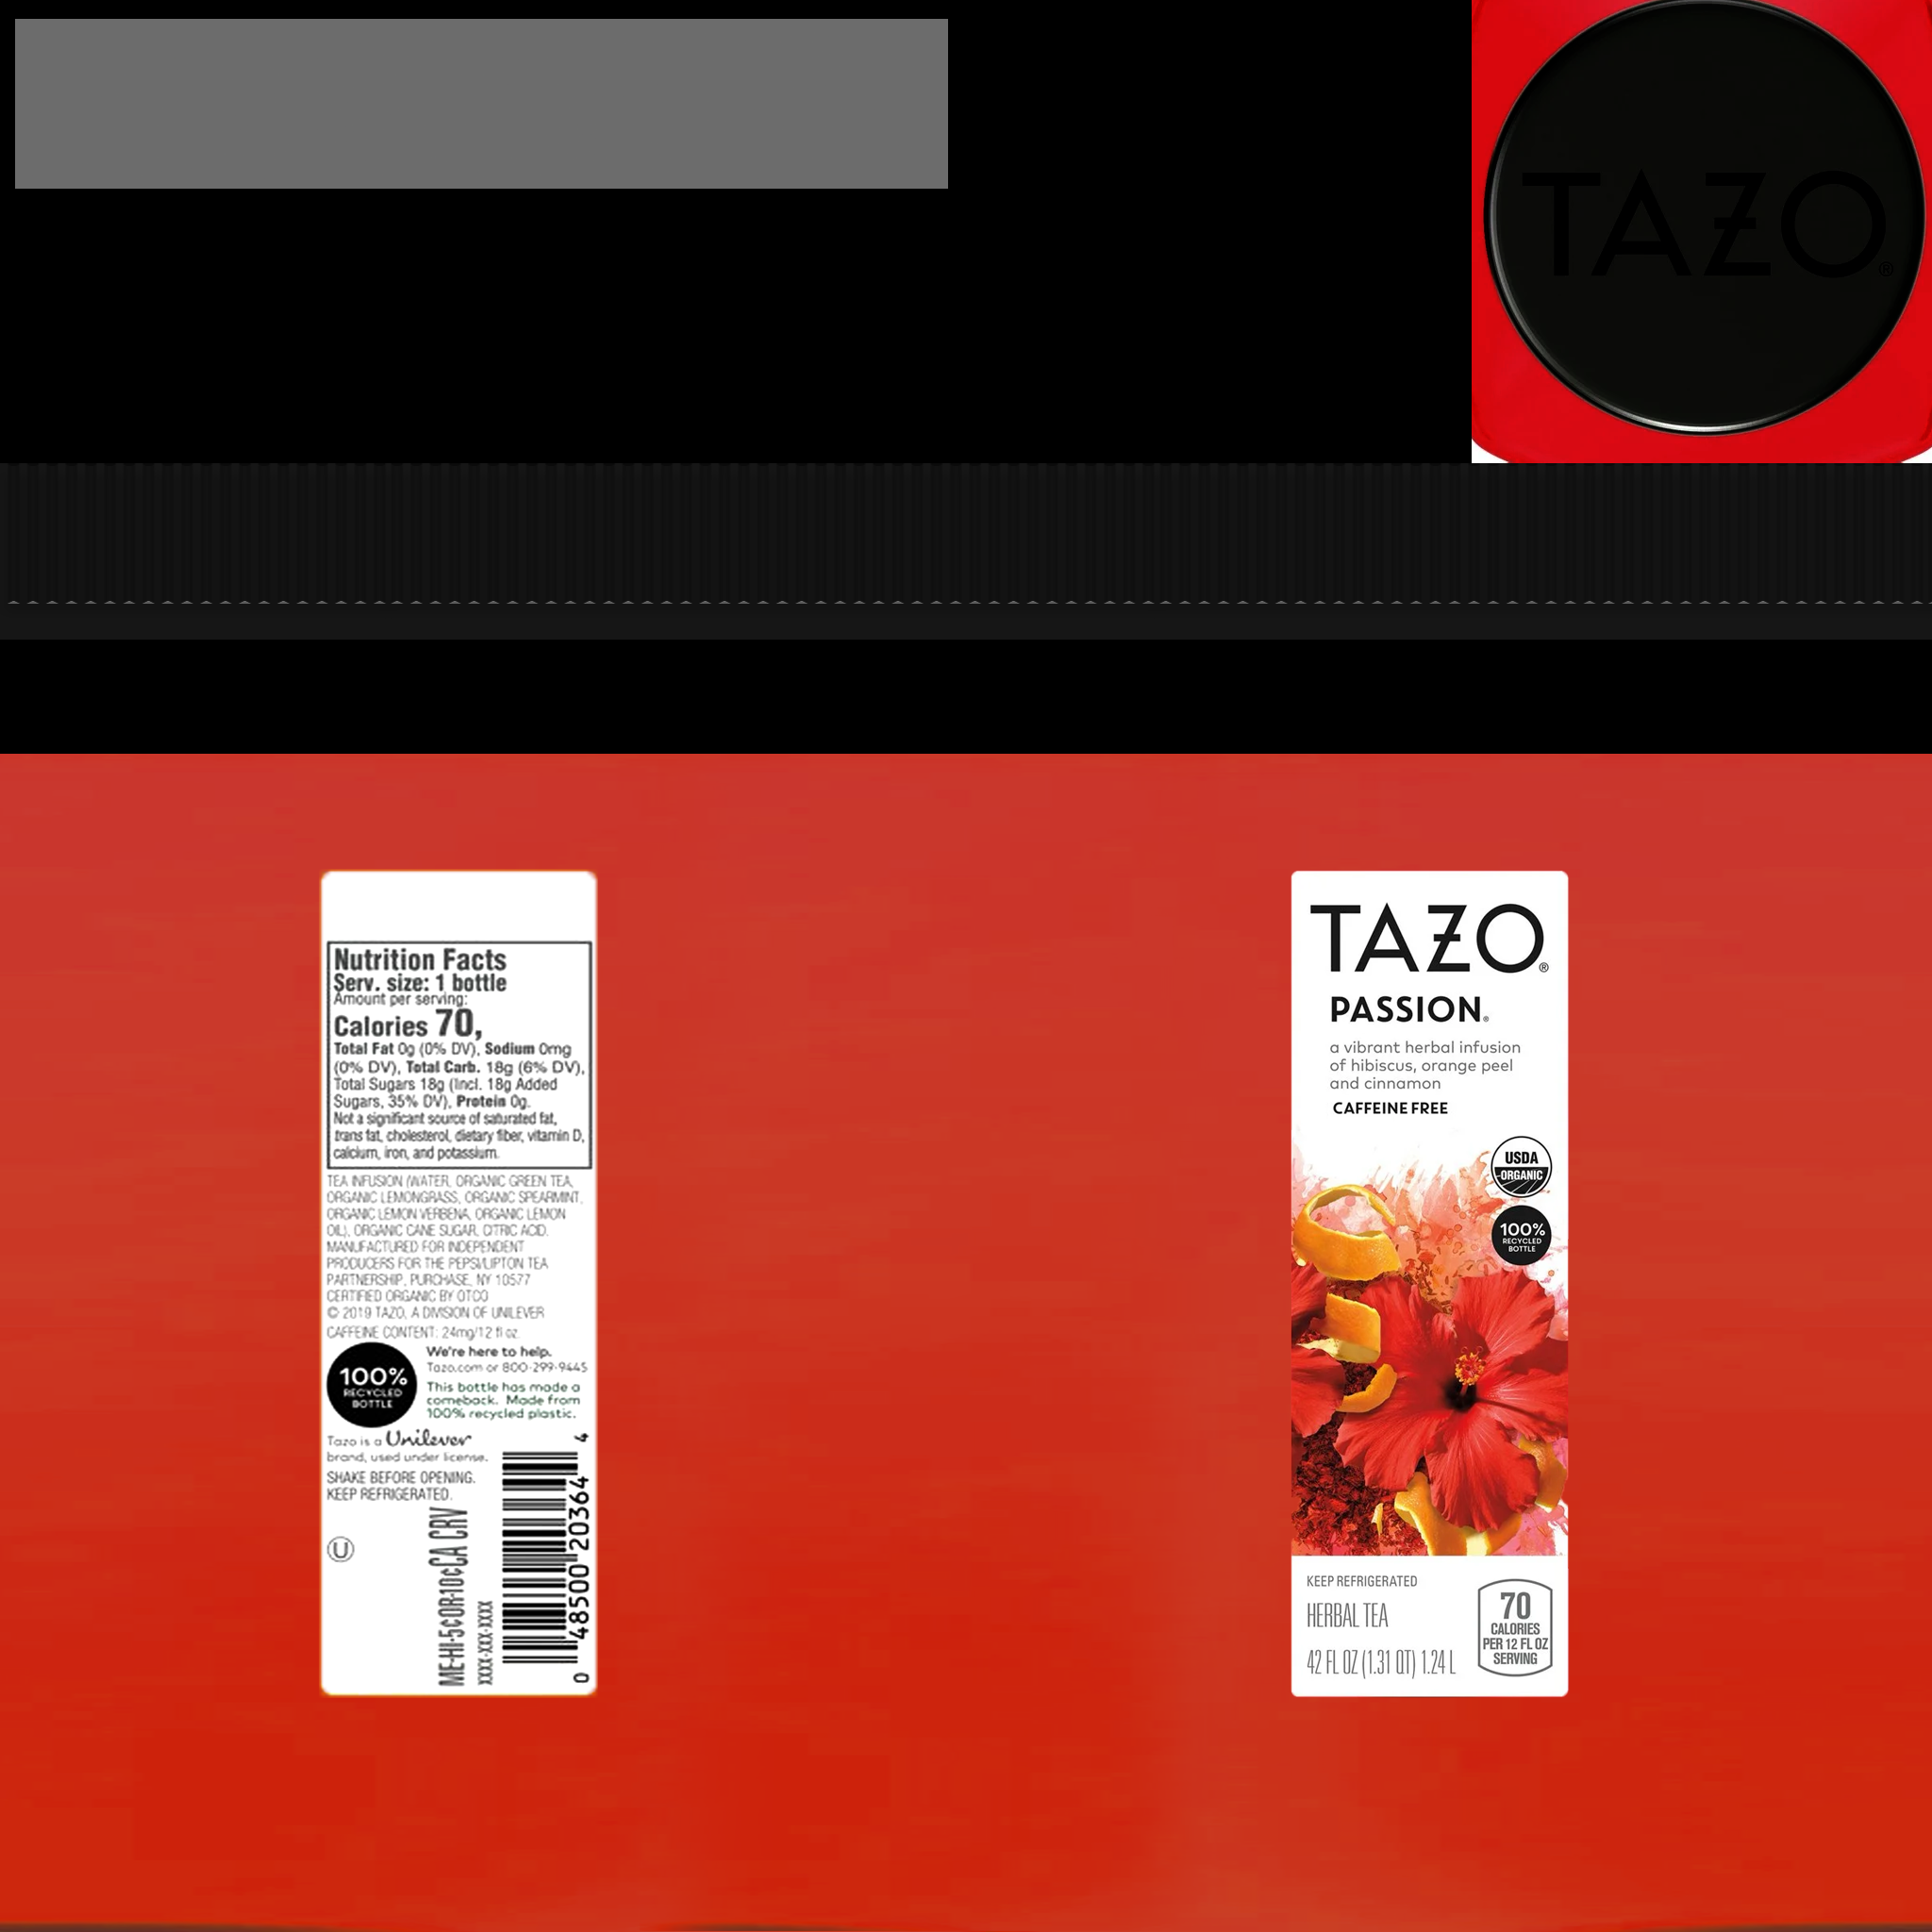 TAZO®
Nutrition Facts
Serv. size: 1 bottle
Amount per serving:
Calories 70,
Total Fat 0g (0% DV), Sodium 0mg
(0% DV), Total Carb. 18g (6% DV),
Total Sugars 18g (Incl. 18g Added
Sugars, 35% DV), Protein 0g.
Not a significant source of saturated fat,
trans fat, cholesterol, dietary fiber, vitamin D,
calcium, iron, and potassium.
TEA INFUSION (WATER, ORGANIC GREEN TEA,
ORGANIC LEMONGRASS, ORGANIC SPEARMINT,
ORGANIC LEMON VERBENA, ORGANIC LEMON
OIL), ORGANIC CANE SUGAR, CITRIC ACID.
MANUFACTURED FOR INDEPENDENT
PRODUCERS FOR THE PEPSI/LIPTON TEA
PARTNERSHIP, PURCHASE, NY 10577
CERTIFIED ORGANIC BY OTCO
© 2019 TAZO, A DIVISION OF UNILEVER
CAFFEINE CONTENT: 24mg/12 fl oz.
100%
RECYCLED
BOTTLE
We're here to help.
Tazo.com or 800-299-9445
This bottle has made a
comeback. Made from
100% recycled plastic.
Tazo is a Unilever
brand, used under license.
SHAKE BEFORE OPENING.
KEEP REFRIGERATED.
U
ME-HI-5¢OR-10¢CA CRV
XXXX-XXX-XXXX
0 48500 20364 4
TAZO®
PASSION®
a vibrant herbal infusion
of hibiscus, orange peel
and cinnamon
CAFFEINE FREE
USDA
ORGANIC
100%
RECYCLED
BOTTLE
KEEP REFRIGERATED
HERBAL TEA
42 FL OZ (1.31 QT) 1.24 L
70
CALORIES
PER 12 FL OZ
SERVING